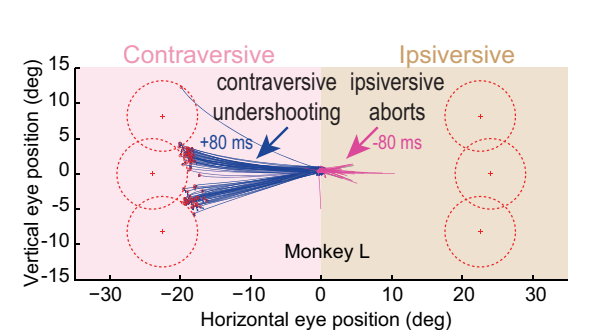 Contraversive Ipsiversive
contraversive ipsiversive
undershooting aborts
+80 ms -80 ms
Monkey L
15
10
5
0
-5
-10
-15
−30 −20 −10 0 10 20 30
Vertical eye position (deg)
Horizontal eye position (deg)